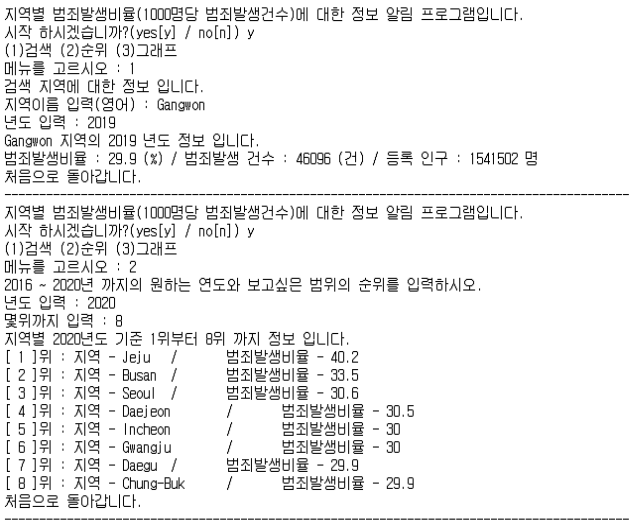 지역별 범죄발생비율(1000명당 범죄발생건수)에 대한 정보 알림 프로그램입니다.
시작 하시겠습니까?(yes[y] / no[n]) y
(1)검색 (2)순위 (3)그래프
메뉴를 고르시오 : 1
검색 지역에 대한 정보 입니다.
지역이름 입력(영어) : Gangwon
년도 입력 : 2019
Gangwon 지역의 2019 년도 정보 입니다.
범죄발생비율 : 29.9 (%) / 범죄발생 건수 : 46096 (건) / 등록 인구 : 1541502 명
처음으로 돌아갑니다.
------------------------------------------------------------------------------------------
지역별 범죄발생비율(1000명당 범죄발생건수)에 대한 정보 알림 프로그램입니다.
시작 하시겠습니까?(yes[y] / no[n]) y
(1)검색 (2)순위 (3)그래프
메뉴를 고르시오 : 2
2016 ~ 2020년 까지의 원하는 연도와 보고싶은 범위의 순위를 입력하시오.
년도 입력 : 2020
몇위까지 입력 : 8
지역별 2020년도 기준 1위부터 8위 까지 정보 입니다.
[ 1 ]위 : 지역 - Jeju / 범죄발생비율 - 40.2
[ 2 ]위 : 지역 - Busan / 범죄발생비율 - 33.5
[ 3 ]위 : 지역 - Seoul / 범죄발생비율 - 30.6
[ 4 ]위 : 지역 - Daejeon / 범죄발생비율 - 30.5
[ 5 ]위 : 지역 - Incheon / 범죄발생비율 - 30
[ 6 ]위 : 지역 - Gwangju / 범죄발생비율 - 30
[ 7 ]위 : 지역 - Daegu / 범죄발생비율 - 29.9
[ 8 ]위 : 지역 - Chung-Buk / 범죄발생비율 - 29.9
처음으로 돌아갑니다.
------------------------------------------------------------------------------------------